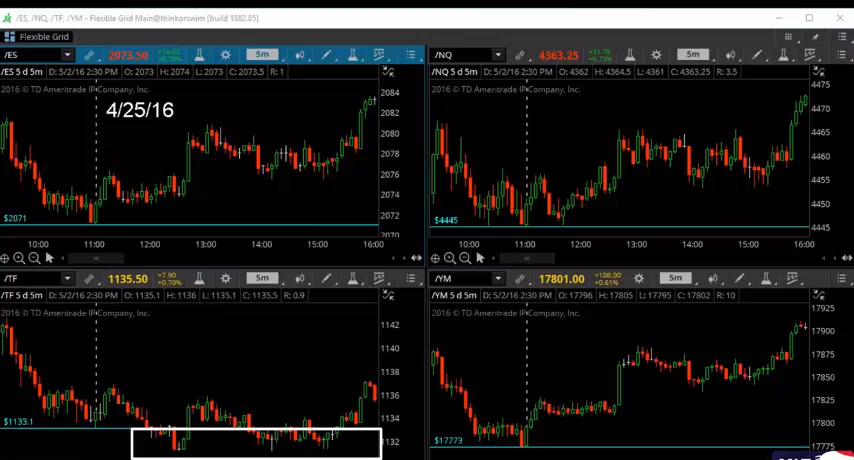 /ES, /NQ, /TF, /YM - Flexible Grid Main@thinkorswim [build 1882.85]
Flexible Grid
/ES 2073.50 5m
/ES 5 d 5m D: 5/2/16 2:30 PM O: 2073 H: 2074 L: 2073 C: 2073.5 R: 1
2016 © TD Ameritrade IP Company, Inc.
4/25/16
2084
2082
2080
2078
2076
2074
2072
2070
$2071
10:00 11:00 12:00 13:00 14:00 15:00 16:00
/NQ 4363.25 +31.75 +0.73% 5m
/NQ 5 d 5m D: 5/2/16 2:30 PM O: 4362 H: 4364.5 L: 4361 C: 4363.25 R: 3.5
2016 © TD Ameritrade IP Company, Inc.
4475
4470
4465
4460
4455
4450
4445
$4445
10:00 11:00 12:00 13:00 14:00 15:00 16:00
/TF 1135.50 +7.90 +0.70% 5m
/TF 5 d 5m D: 5/2/16 2:30 PM O: 1135.1 H: 1136 L: 1135.1 C: 1135.5 R: 0.9
2016 © TD Ameritrade IP Company, Inc.
1142
1140
1138
1136
1134
1132
$1133.1
/YM 17801.00 +108.00 +0.61% 5m
/YM 5 d 5m D: 5/2/16 2:30 PM O: 17796 H: 17805 L: 17795 C: 17802 R: 10
2016 © TD Ameritrade IP Company, Inc.
17925
17900
17875
17850
17825
17800
17775
$17773